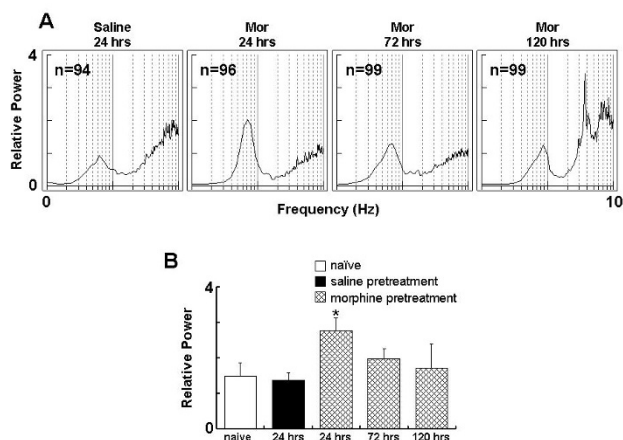 A
Saline
24 hrs
Mor
24 hrs
Mor
72 hrs
Mor
120 hrs
4
Relative Power
0
n=94
n=96
n=99
n=99
0
Frequency (Hz)
10
B
naïve
saline pretreatment
morphine pretreatment
4
Relative Power
0
*
naive
24 hrs
24 hrs
72 hrs
120 hrs